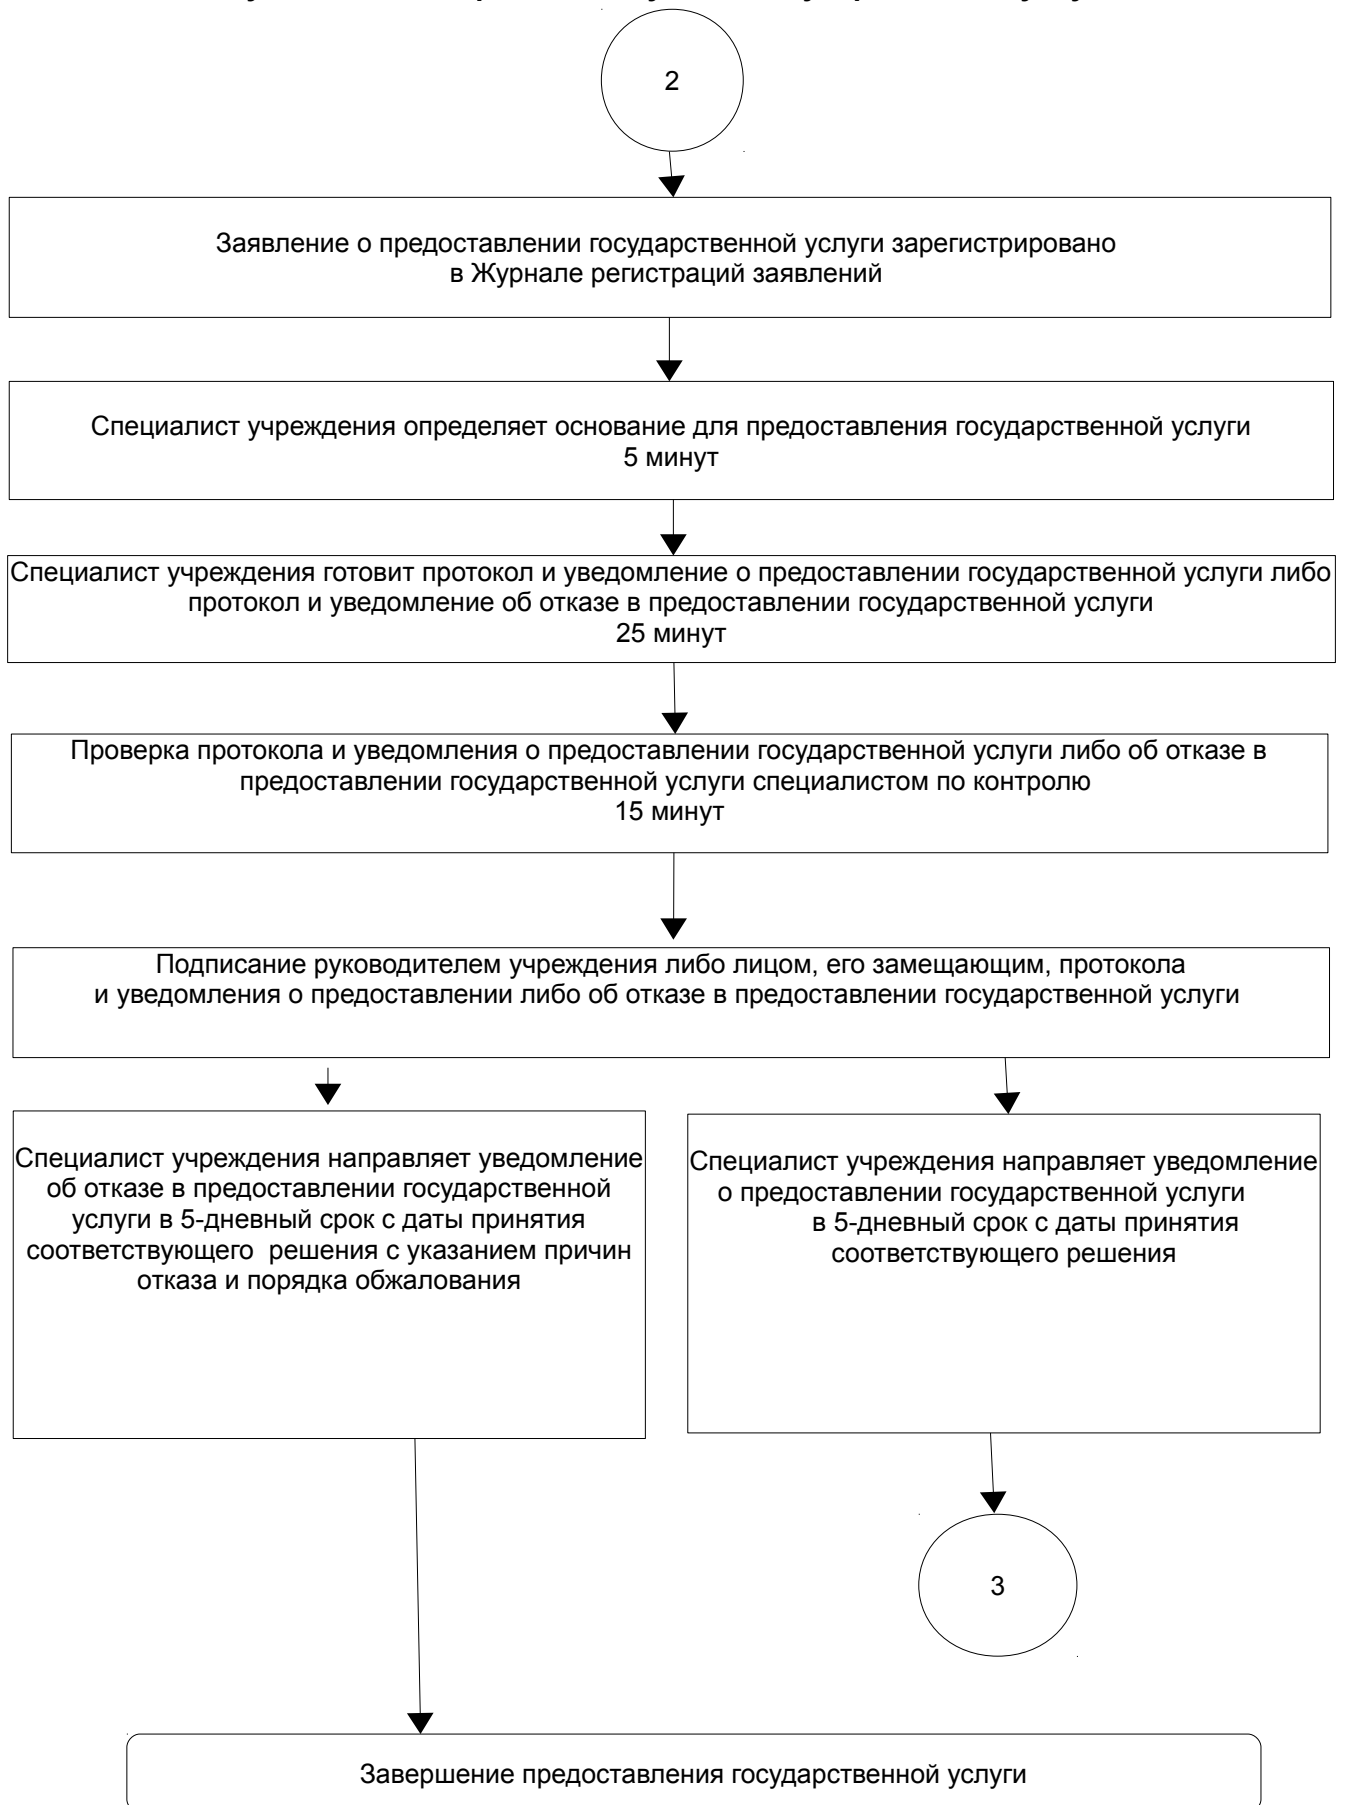 2
Заявление о предоставлении государственной услуги зарегистрировано
в Журнале регистраций заявлений
Специалист учреждения определяет основание для предоставления государственной услуги
5 минут
Специалист учреждения готовит протокол и уведомление о предоставлении государственной услуги либо
протокол и уведомление об отказе в предоставлении государственной услуги
25 минут
Проверка протокола и уведомления о предоставлении государственной услуги либо об отказе в
предоставлении государственной услуги специалистом по контролю
15 минут
Подписание руководителем учреждения либо лицом, его замещающим, протокола
и уведомления о предоставлении либо об отказе в предоставлении государственной услуги
Специалист учреждения направляет уведомление
об отказе в предоставлении государственной
услуги в 5-дневный срок с даты принятия
соответствующего  решения с указанием причин
отказа и порядка обжалования
Специалист учреждения направляет уведомление
о предоставлении государственной услуги
в 5-дневный срок с даты принятия
соответствующего решения
3
Завершение предоставления государственной услуги